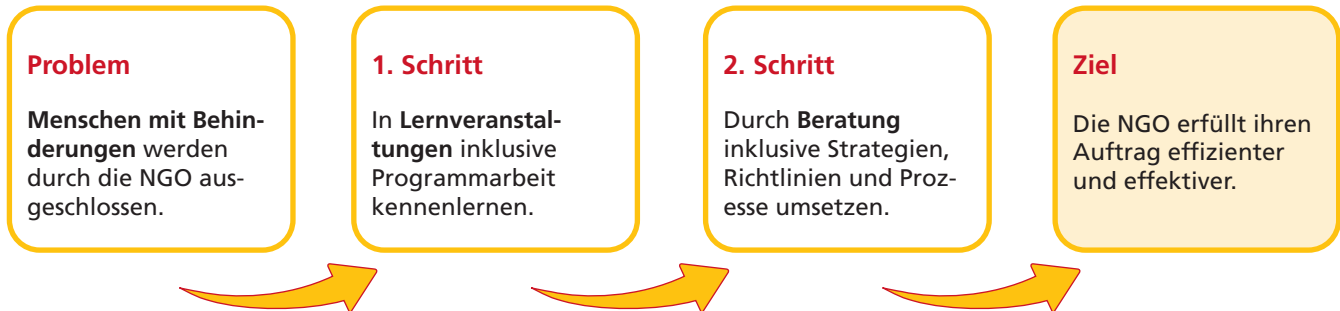 Problem
Menschen mit Behin-
derungen werden
durch die NGO aus-
geschlossen.
1. Schritt
In Lernveranstal-
tungen inklusive
Programmarbeit
kennenlernen.
2. Schritt
Durch Beratung
inklusive Strategien,
Richtlinien und Proz-
esse umsetzen.
Ziel
Die NGO erfüllt ihren
Auftrag effizienter
und effektiver.